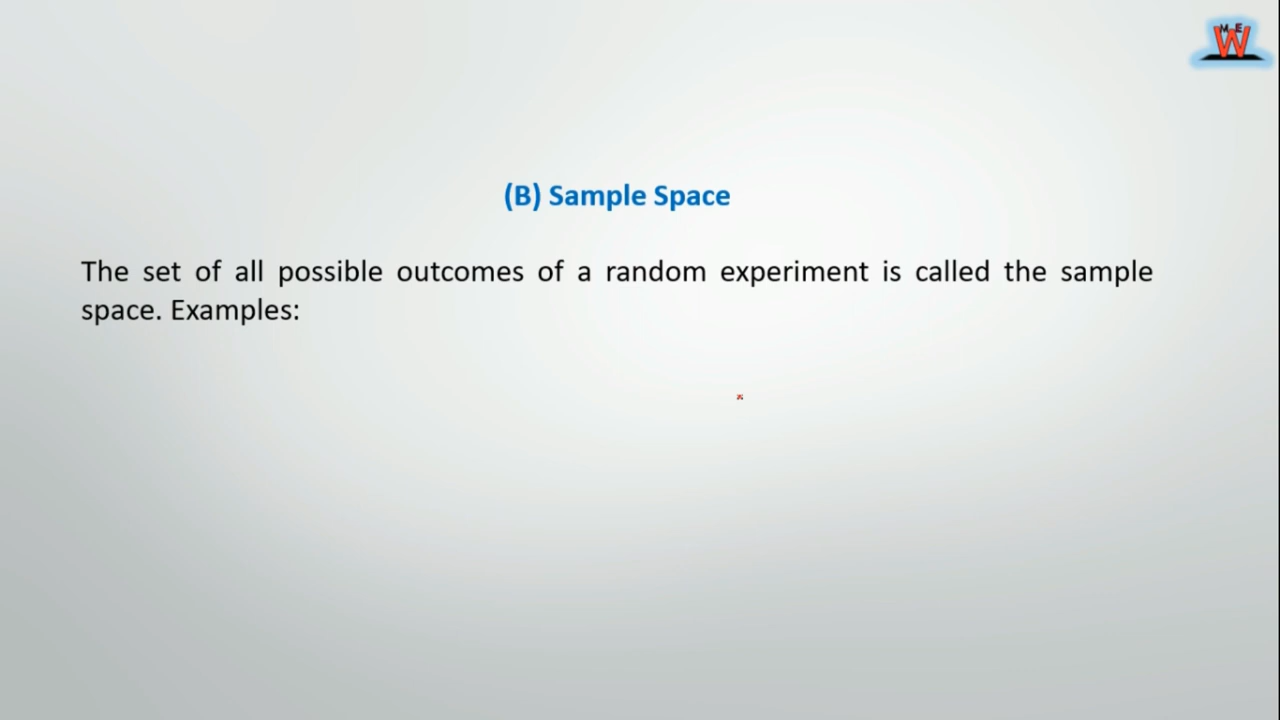 M E
W
(B) Sample Space
The set of all possible outcomes of a random experiment is called the sample
space. Examples: